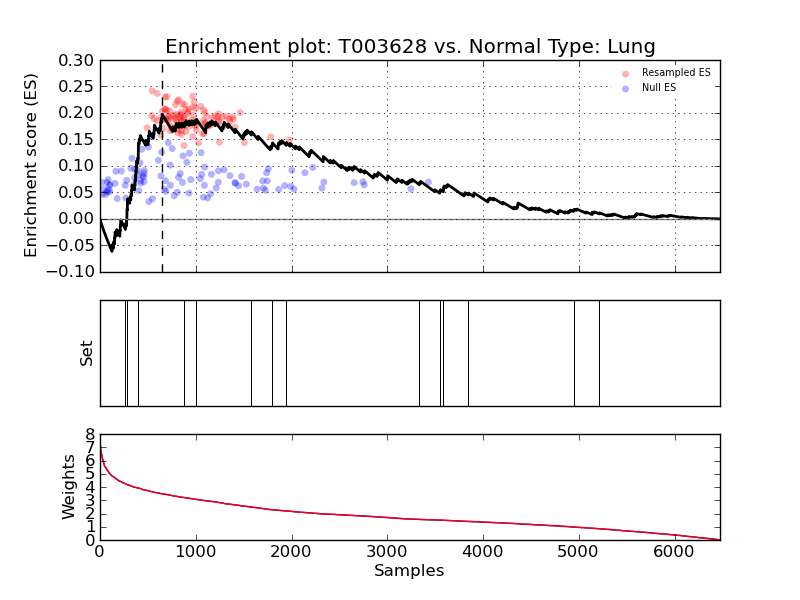 Enrichment plot: T003628 vs. Normal Type: Lung
Enrichment score (ES)
0.30
0.25
0.20
0.15
0.10
0.05
0.00
−0.05
−0.10
Resampled ES
Null ES
Set
Weights
8
7
6
5
4
3
2
1
0
0 1000 2000 3000 4000 5000 6000
Samples